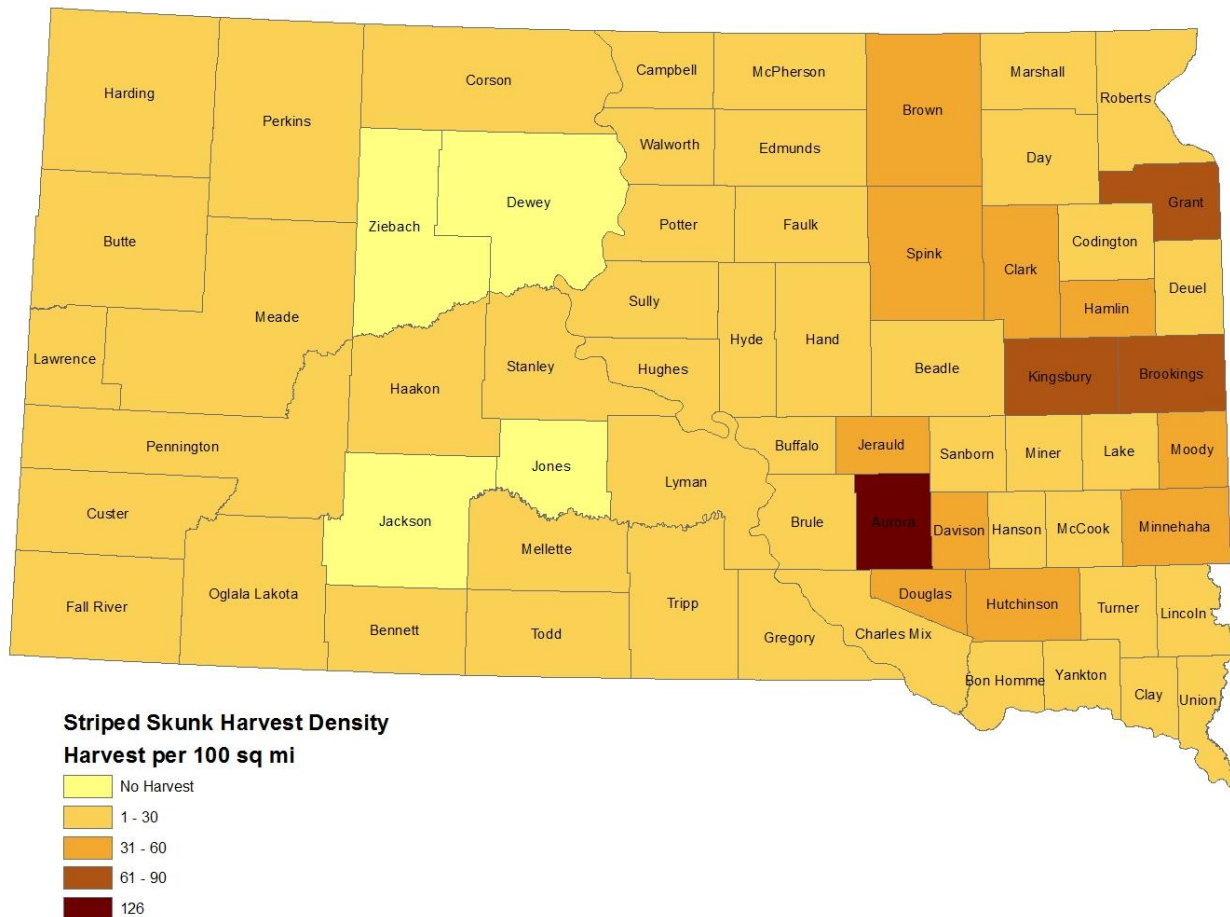 Harding
Perkins
Corson
Campbell
McPherson
Brown
Marshall
Roberts
Walworth
Edmunds
Day
Ziebach
Dewey
Butte
Potter
Faulk
Spink
Clark
Codington
Grant
Meade
Sully
Hyde
Hand
Hamlin
Deuel
Lawrence
Haakon
Stanley
Hughes
Beadle
Kingsbury
Brookings
Pennington
Jones
Lyman
Buffalo
Jerauld
Sanborn
Miner
Lake
Moody
Custer
Jackson
Mellette
Brule
Aurora
Davison
Hanson
McCook
Minnehaha
Fall River
Oglala Lakota
Bennett
Todd
Tripp
Gregory
Charles Mix
Douglas
Hutchinson
Turner
Lincoln
Bon Homme
Yankton
Clay
Union
Striped Skunk Harvest Density
Harvest per 100 sq mi
No Harvest
1 - 30
31 - 60
61 - 90
126